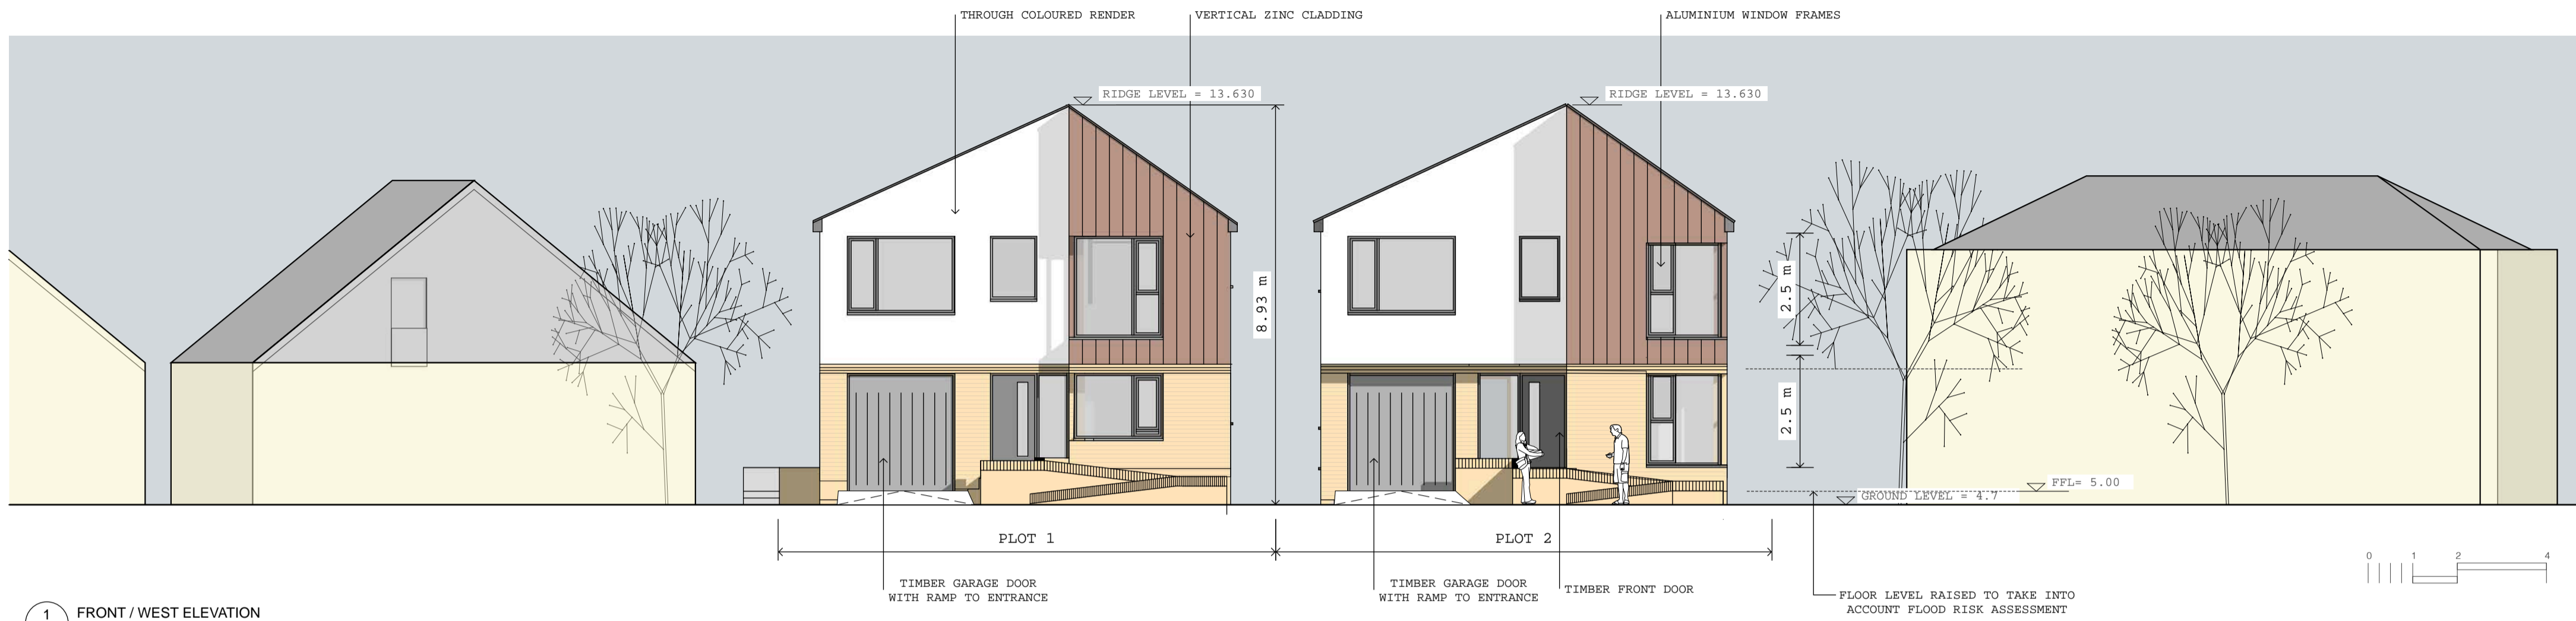 THROUGH COLOURED RENDER
VERTICAL ZINC CLADDING
ALUMINIUM WINDOW FRAMES
RIDGE LEVEL = 13.630
RIDGE LEVEL = 13.630
8.93 m
2.5 m
2.5 m
FFL= 5.00
GROUND LEVEL = 4.7
PLOT 1
PLOT 2
0 1 2 4
TIMBER GARAGE DOOR
WITH RAMP TO ENTRANCE
TIMBER GARAGE DOOR
WITH RAMP TO ENTRANCE
TIMBER FRONT DOOR
FLOOR LEVEL RAISED TO TAKE INTO
ACCOUNT FLOOD RISK ASSESSMENT
1
FRONT / WEST ELEVATION